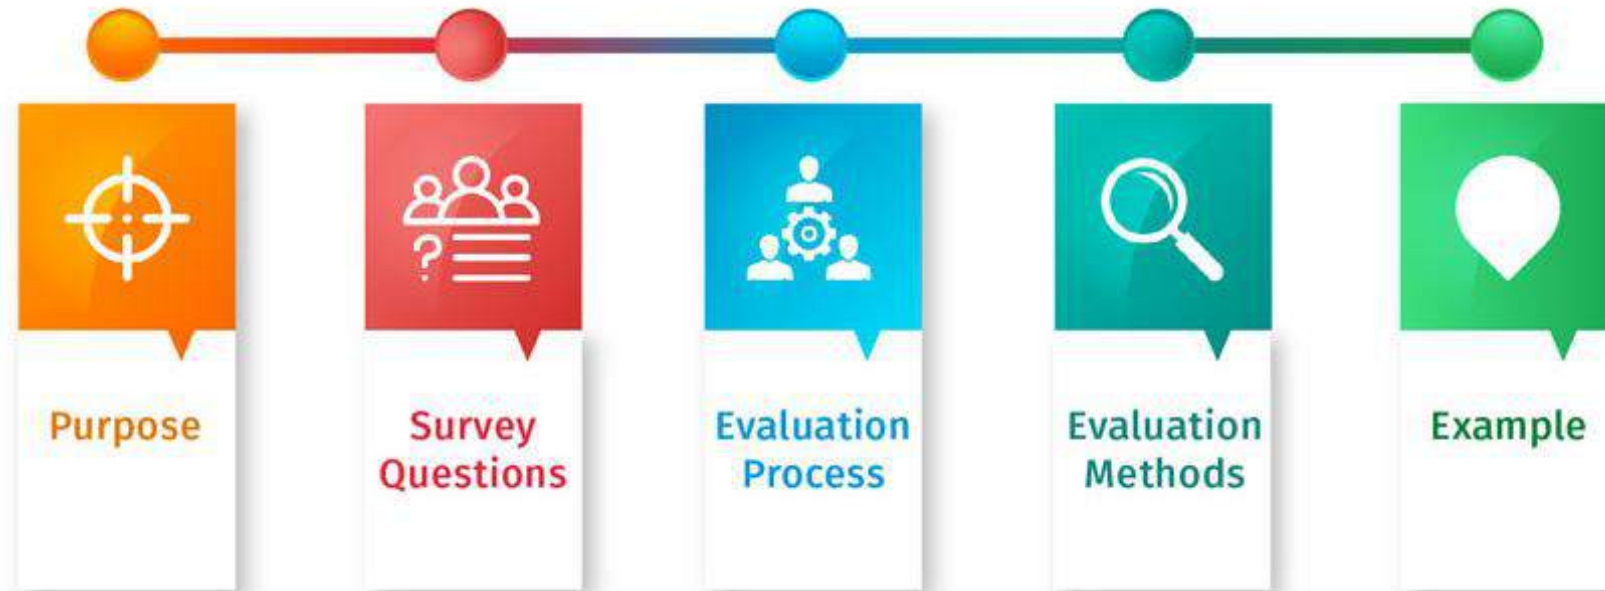 Purpose
Survey
Questions
Evaluation
Process
Evaluation
Methods
Example